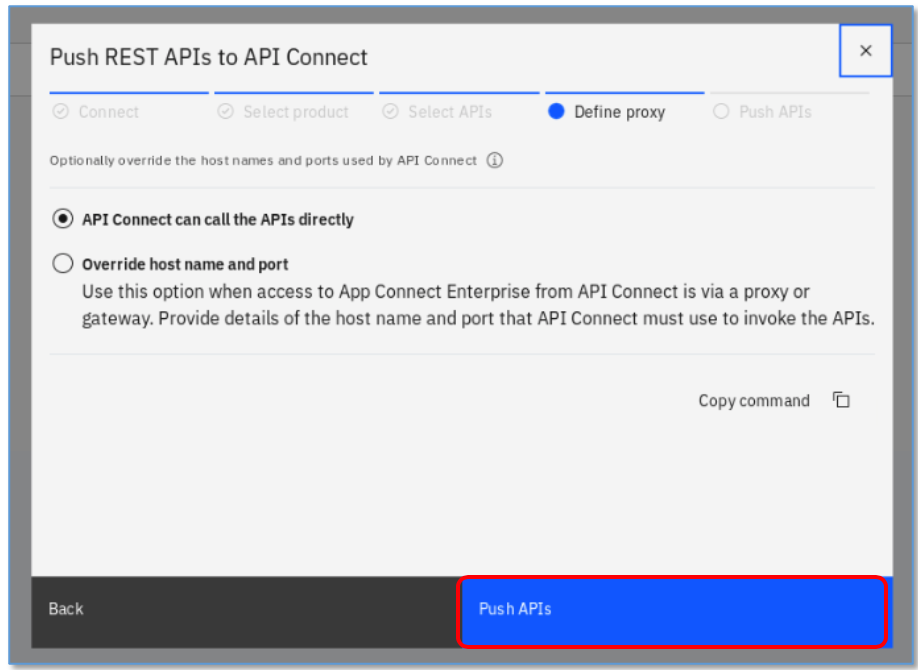 Push REST APIs to API Connect
Connect Select product Select APIs Define proxy Push APIs
Optionally override the host names and ports used by API Connect
API Connect can call the APIs directly
Override host name and port
Use this option when access to App Connect Enterprise from API Connect is via a proxy or
gateway. Provide details of the host name and port that API Connect must use to invoke the APIs.
Copy command
Back Push APIs